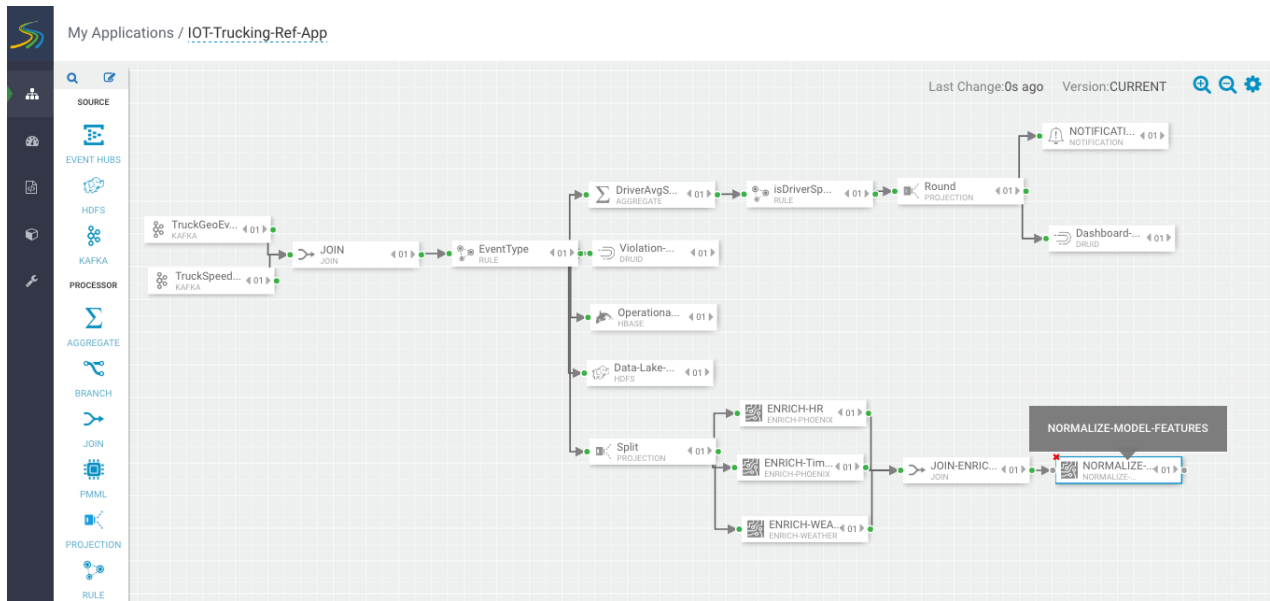 My Applications / IOT-Trucking-Ref-App
Last Change:0s ago Version:CURRENT
SOURCE
EVENT HUBS
HDFS
KAFKA
PROCESSOR
AGGREGATE
BRANCH
JOIN
PMML
PROJECTION
RULE
TruckGeoEv... 01
KAFKA
TruckSpeed... 01
KAFKA
JOIN 01
JOIN
EventType 01
RULE
DriverAvgS... 01
AGGREGATE
isDriverSp... 01
RULE
Round 01
PROJECTION
NOTIFICATI... 01
NOTIFICATION
Dashboard-... 01
DRUID
Violation-... 01
DRUID
Operationa... 01
HBASE
Data-Lake-... 01
HDFS
Split 01
PROJECTION
ENRICH-HR 01
ENRICH-PHOENIX
ENRICH-Tim... 01
ENRICH-PHOENIX
ENRICH-WEA... 01
ENRICH-WEATHER
JOIN-ENRIC... 01
JOIN
NORMALIZE-MODEL-FEATURES
NORMALIZE-... 01
NORMALIZE-...